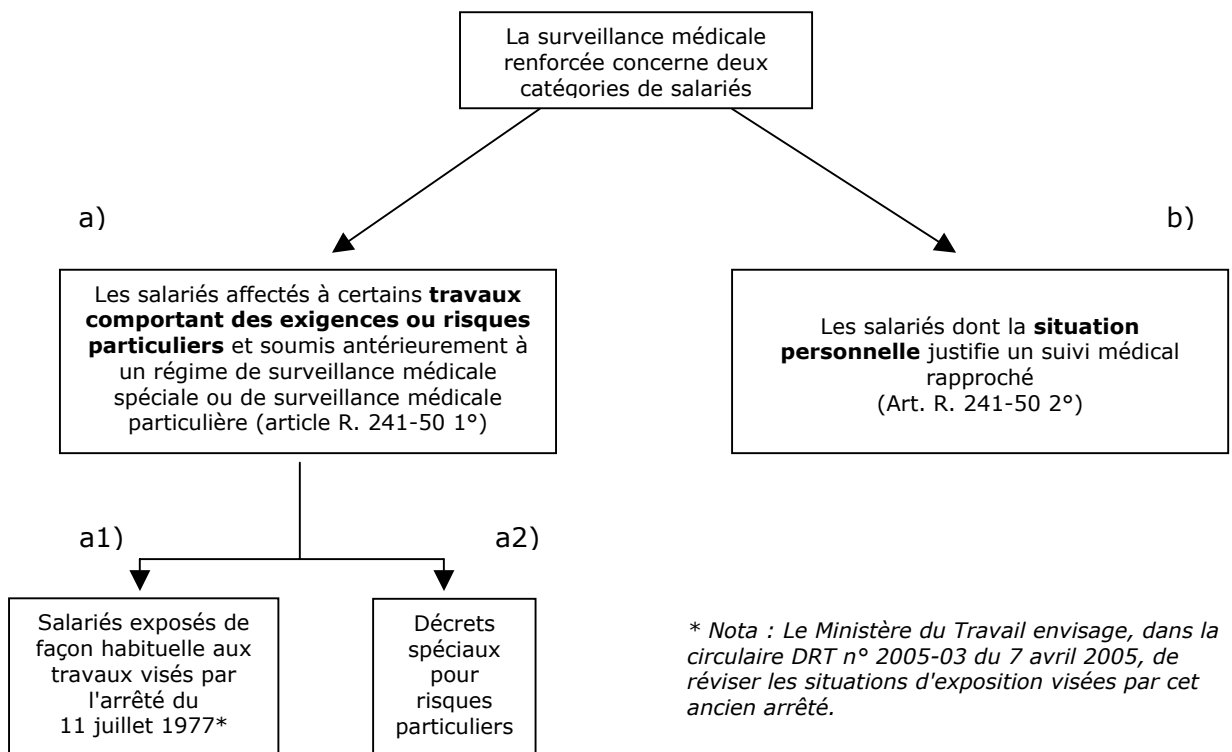 La surveillance médicale
renforcée concerne deux
catégories de salariés
a)
b)
Les salariés affectés à certains travaux
comportant des exigences ou risques
particuliers et soumis antérieurement à
un régime de surveillance médicale
spéciale ou de surveillance médicale
particulière (article R. 241-50 1°)
Les salariés dont la situation
personnelle justifie un suivi médical
rapproché
(Art. R. 241-50 2°)
a1)
a2)
Salariés exposés de
façon habituelle aux
travaux visés par
l'arrêté du
11 juillet 1977*
Décrets
spéciaux
pour
risques
particuliers
* Nota : Le Ministère du Travail envisage, dans la
circulaire DRT n° 2005-03 du 7 avril 2005, de
réviser les situations d'exposition visées par cet
ancien arrêté.